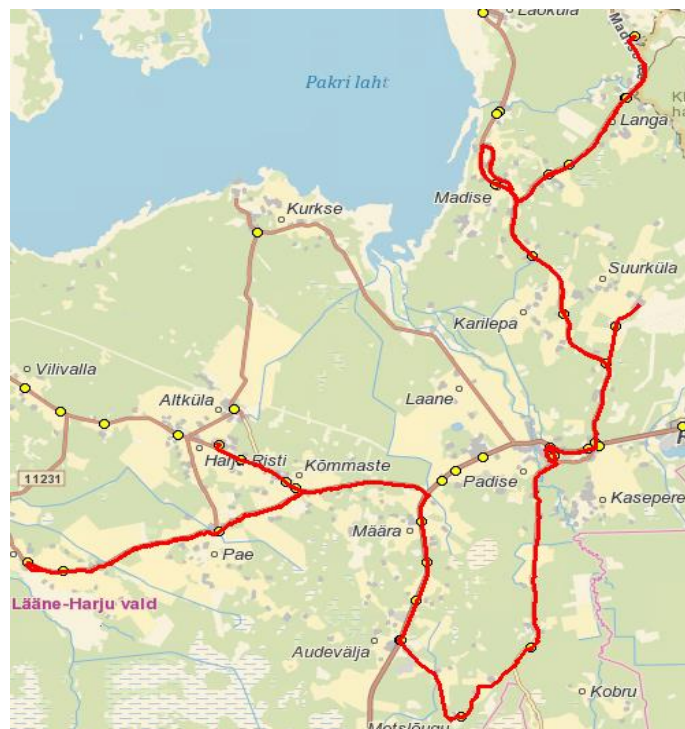 Laoküla
Pakri laht
Langa
Madise
Kurkse
Suurküla
Karilepa
Vilivalla
Altküla
Laane
Harju-Risti
Kõmmaste
Padise
11231
Kasepere
Määra
Pae
Lääne-Harju vald
Audevälja
Kobru
Metslõugu